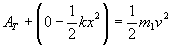 A_T + (0 − 1/2 kx²) = 1/2 m₁v²